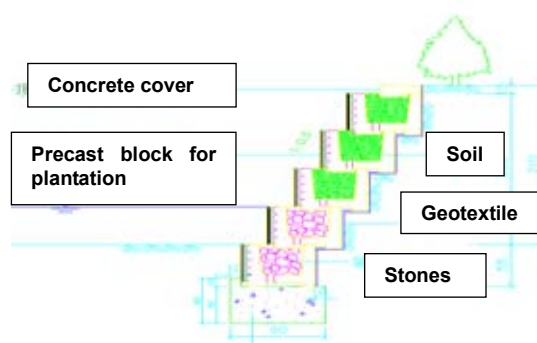 Concrete cover
Precast block for
plantation
Soil
Geotextile
Stones